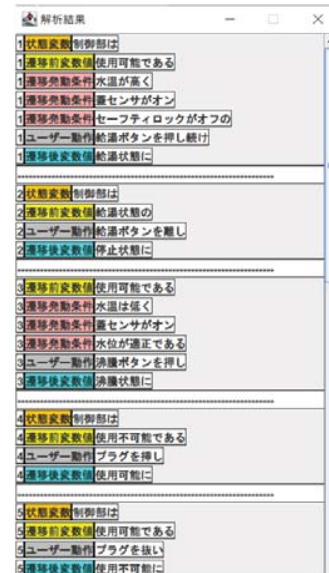 解析結果
1 状態変数 制御部は
1 遷移前変数値 使用可能である
1 遷移発動条件 水温が高く
1 遷移発動条件 蓋センサがオン
1 遷移発動条件 セーフティロックがオフの
1 ユーザー動作 給湯ボタンを押し続け
1 遷移後変数値 給湯状態に
--------------------------------------------------
2 状態変数 制御部は
2 遷移前変数値 給湯状態の
2 ユーザー動作 給湯ボタンを離し
2 遷移後変数値 停止状態に
--------------------------------------------------
3 遷移前変数値 使用可能である
3 遷移発動条件 水温は低く
3 遷移発動条件 蓋センサがオン
3 遷移発動条件 水位が適正である
3 ユーザー動作 沸騰ボタンを押し
3 遷移後変数値 沸騰状態に
--------------------------------------------------
4 状態変数 制御部は
4 遷移前変数値 使用不可能である
4 ユーザー動作 プラグを挿し
4 遷移後変数値 使用可能に
--------------------------------------------------
5 状態変数 制御部は
5 遷移前変数値 使用可能である
5 ユーザー動作 プラグを抜い
5 遷移後変数値 使用不可能に